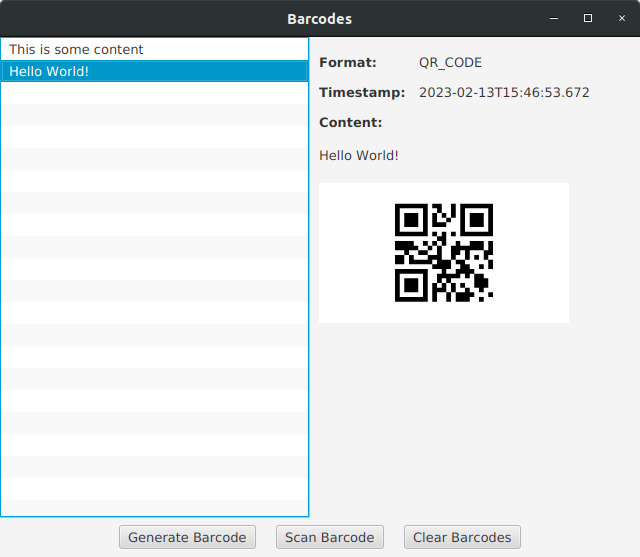 Barcodes
This is some content
Hello World!
Format: QR_CODE
Timestamp: 2023-02-13T15:46:53.672
Content:
Hello World!
Generate Barcode
Scan Barcode
Clear Barcodes